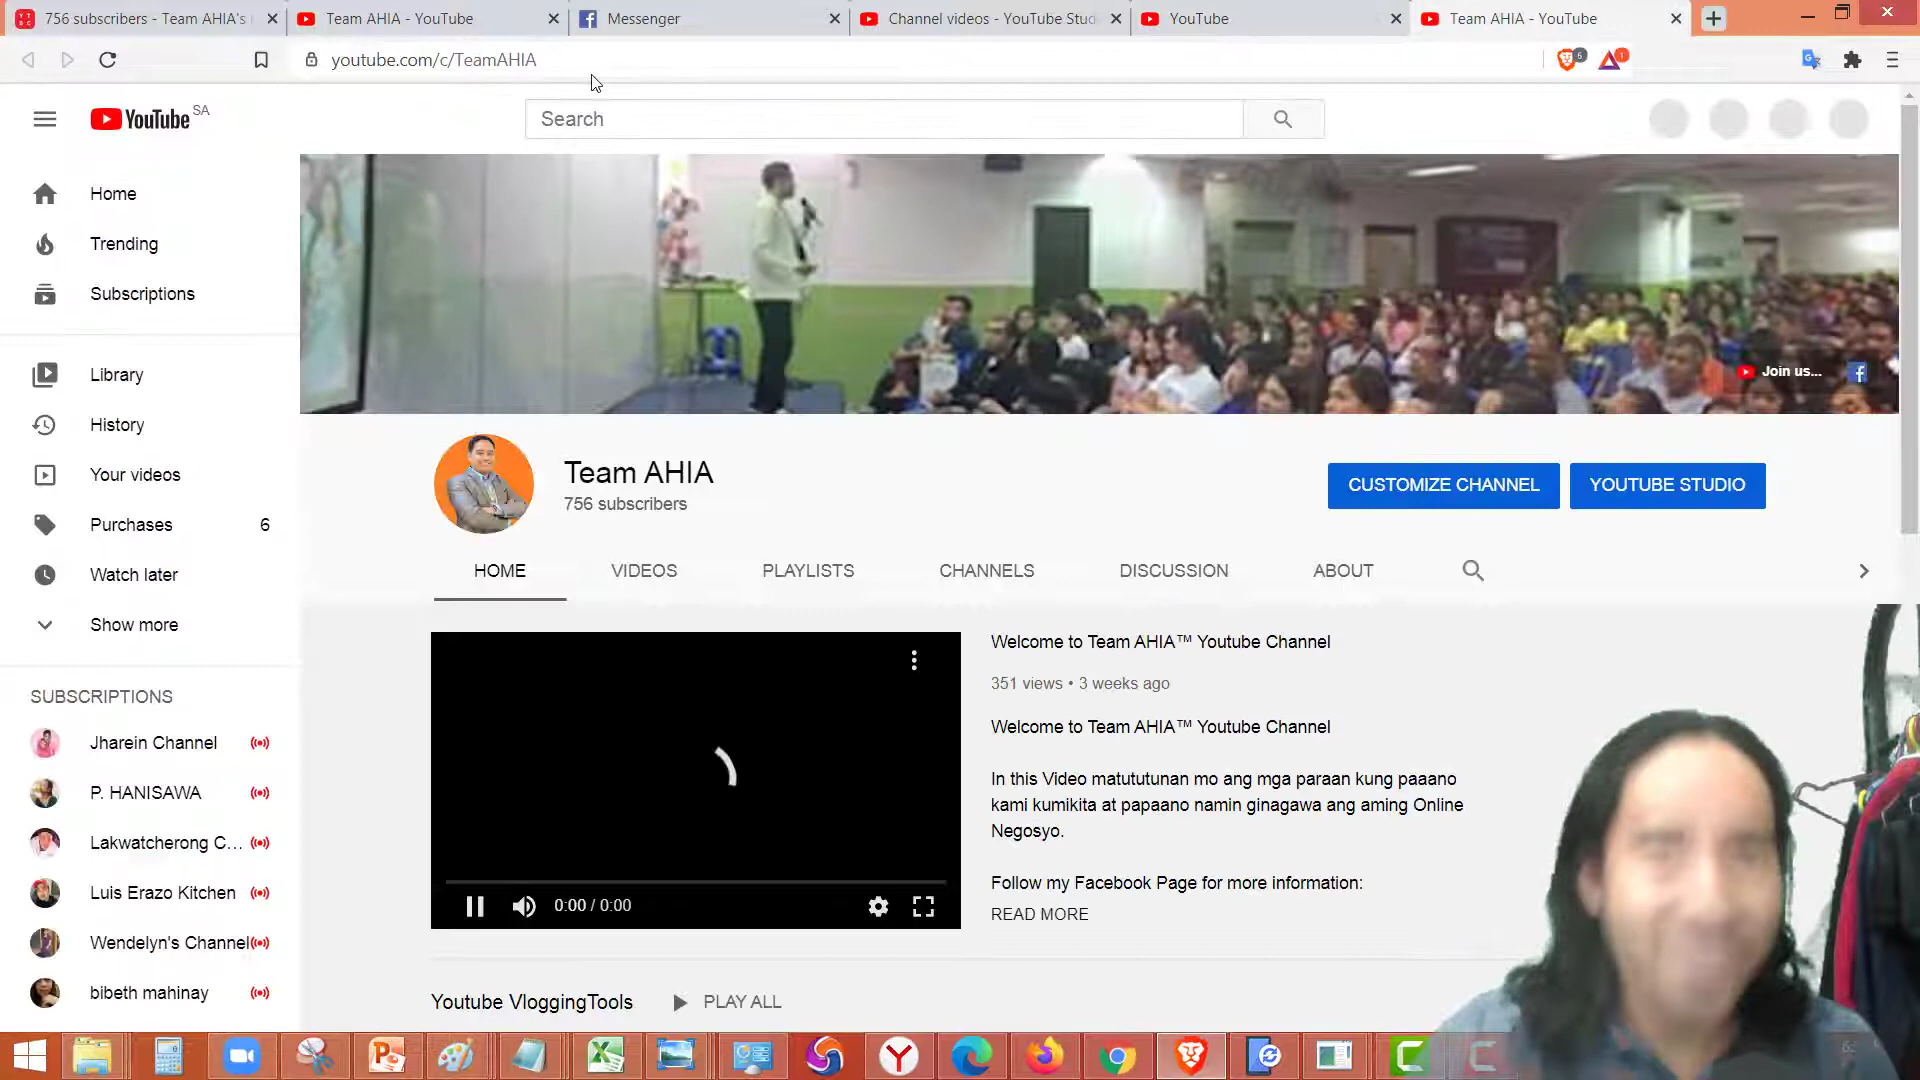 756 subscribers - Team AHIA's
Team AHIA - YouTube
Messenger
Channel videos - YouTube Stud
YouTube
Team AHIA - YouTube
youtube.com/c/TeamAHIA
6
1
YouTube SA
Search
Home
Trending
Subscriptions
Library
History
Your videos
Purchases 6
Watch later
Show more
SUBSCRIPTIONS
Jharein Channel
P. HANISAWA
Lakwatcherong C...
Luis Erazo Kitchen
Wendelyn's Channel
bibeth mahinay
Join us...
Team AHIA
756 subscribers
CUSTOMIZE CHANNEL
YOUTUBE STUDIO
HOME VIDEOS PLAYLISTS CHANNELS DISCUSSION ABOUT
0:00 / 0:00
Welcome to Team AHIA™ Youtube Channel
351 views • 3 weeks ago
Welcome to Team AHIA™ Youtube Channel
In this Video matututunan mo ang mga paraan kung paaano
kami kumikita at papaano namin ginagawa ang aming Online
Negosyo.
Follow my Facebook Page for more information:
READ MORE
Youtube VloggingTools PLAY ALL